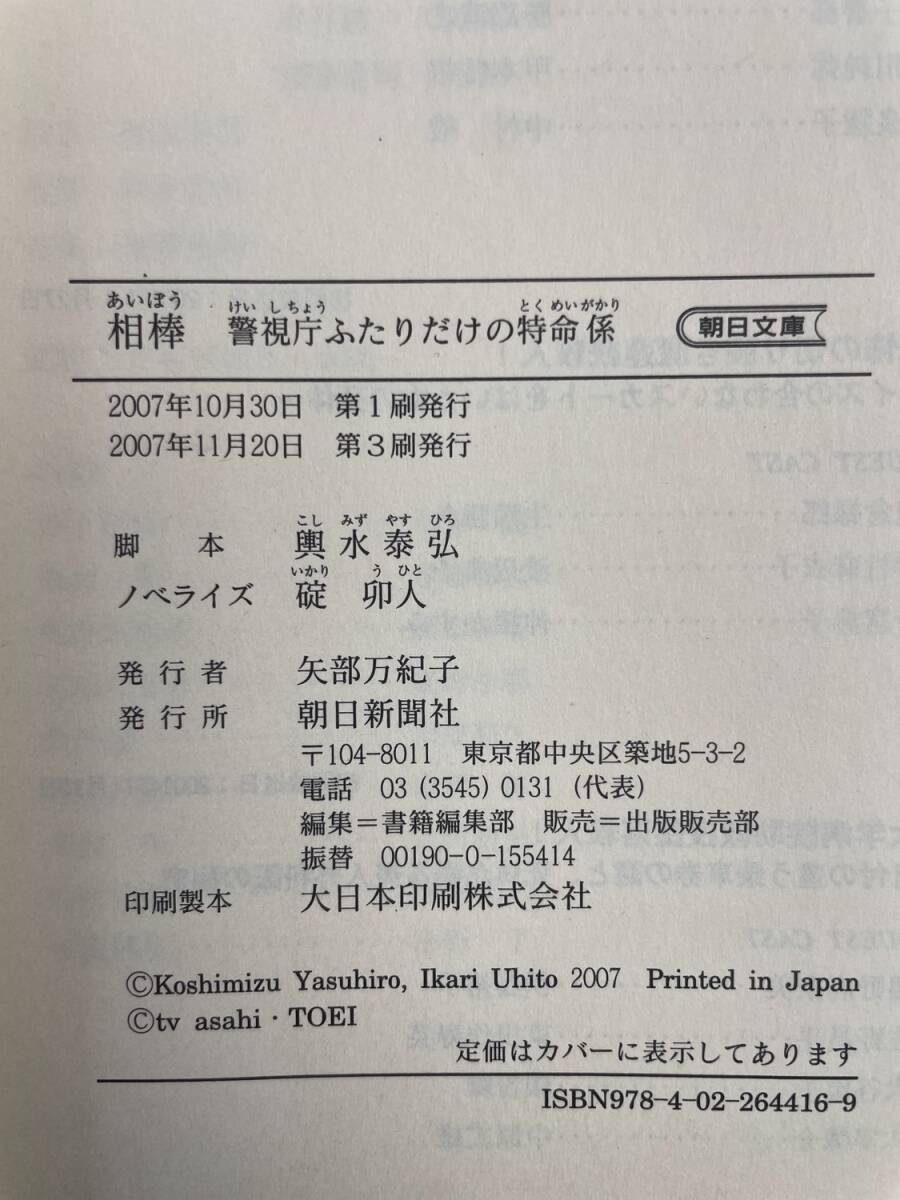 あいぼう けいしちょう とくめいがかり
相棒 警視庁ふたりだけの特命係 朝日文庫
2007年10月30日 第1刷発行
2007年11月20日 第3刷発行
こし みず やす ひろ
脚本 輿水泰弘
いかり う ひと
ノベライズ 碇 卯人
発行者 矢部万紀子
発行所 朝日新聞社
〒104-8011 東京都中央区築地5-3-2
電話 03(3545)0131(代表)
編集=書籍編集部 販売=出版販売部
振替 00190-0-155414
印刷製本 大日本印刷株式会社
©Koshimizu Yasuhiro, Ikari Uhito 2007 Printed in Japan
©tv asahi・TOEI
定価はカバーに表示してあります
ISBN978-4-02-264416-9